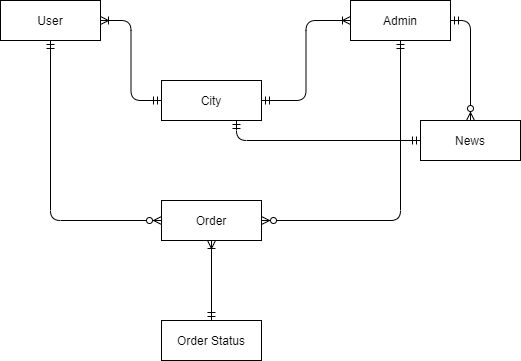 User
Admin
City
News
Order
Order Status